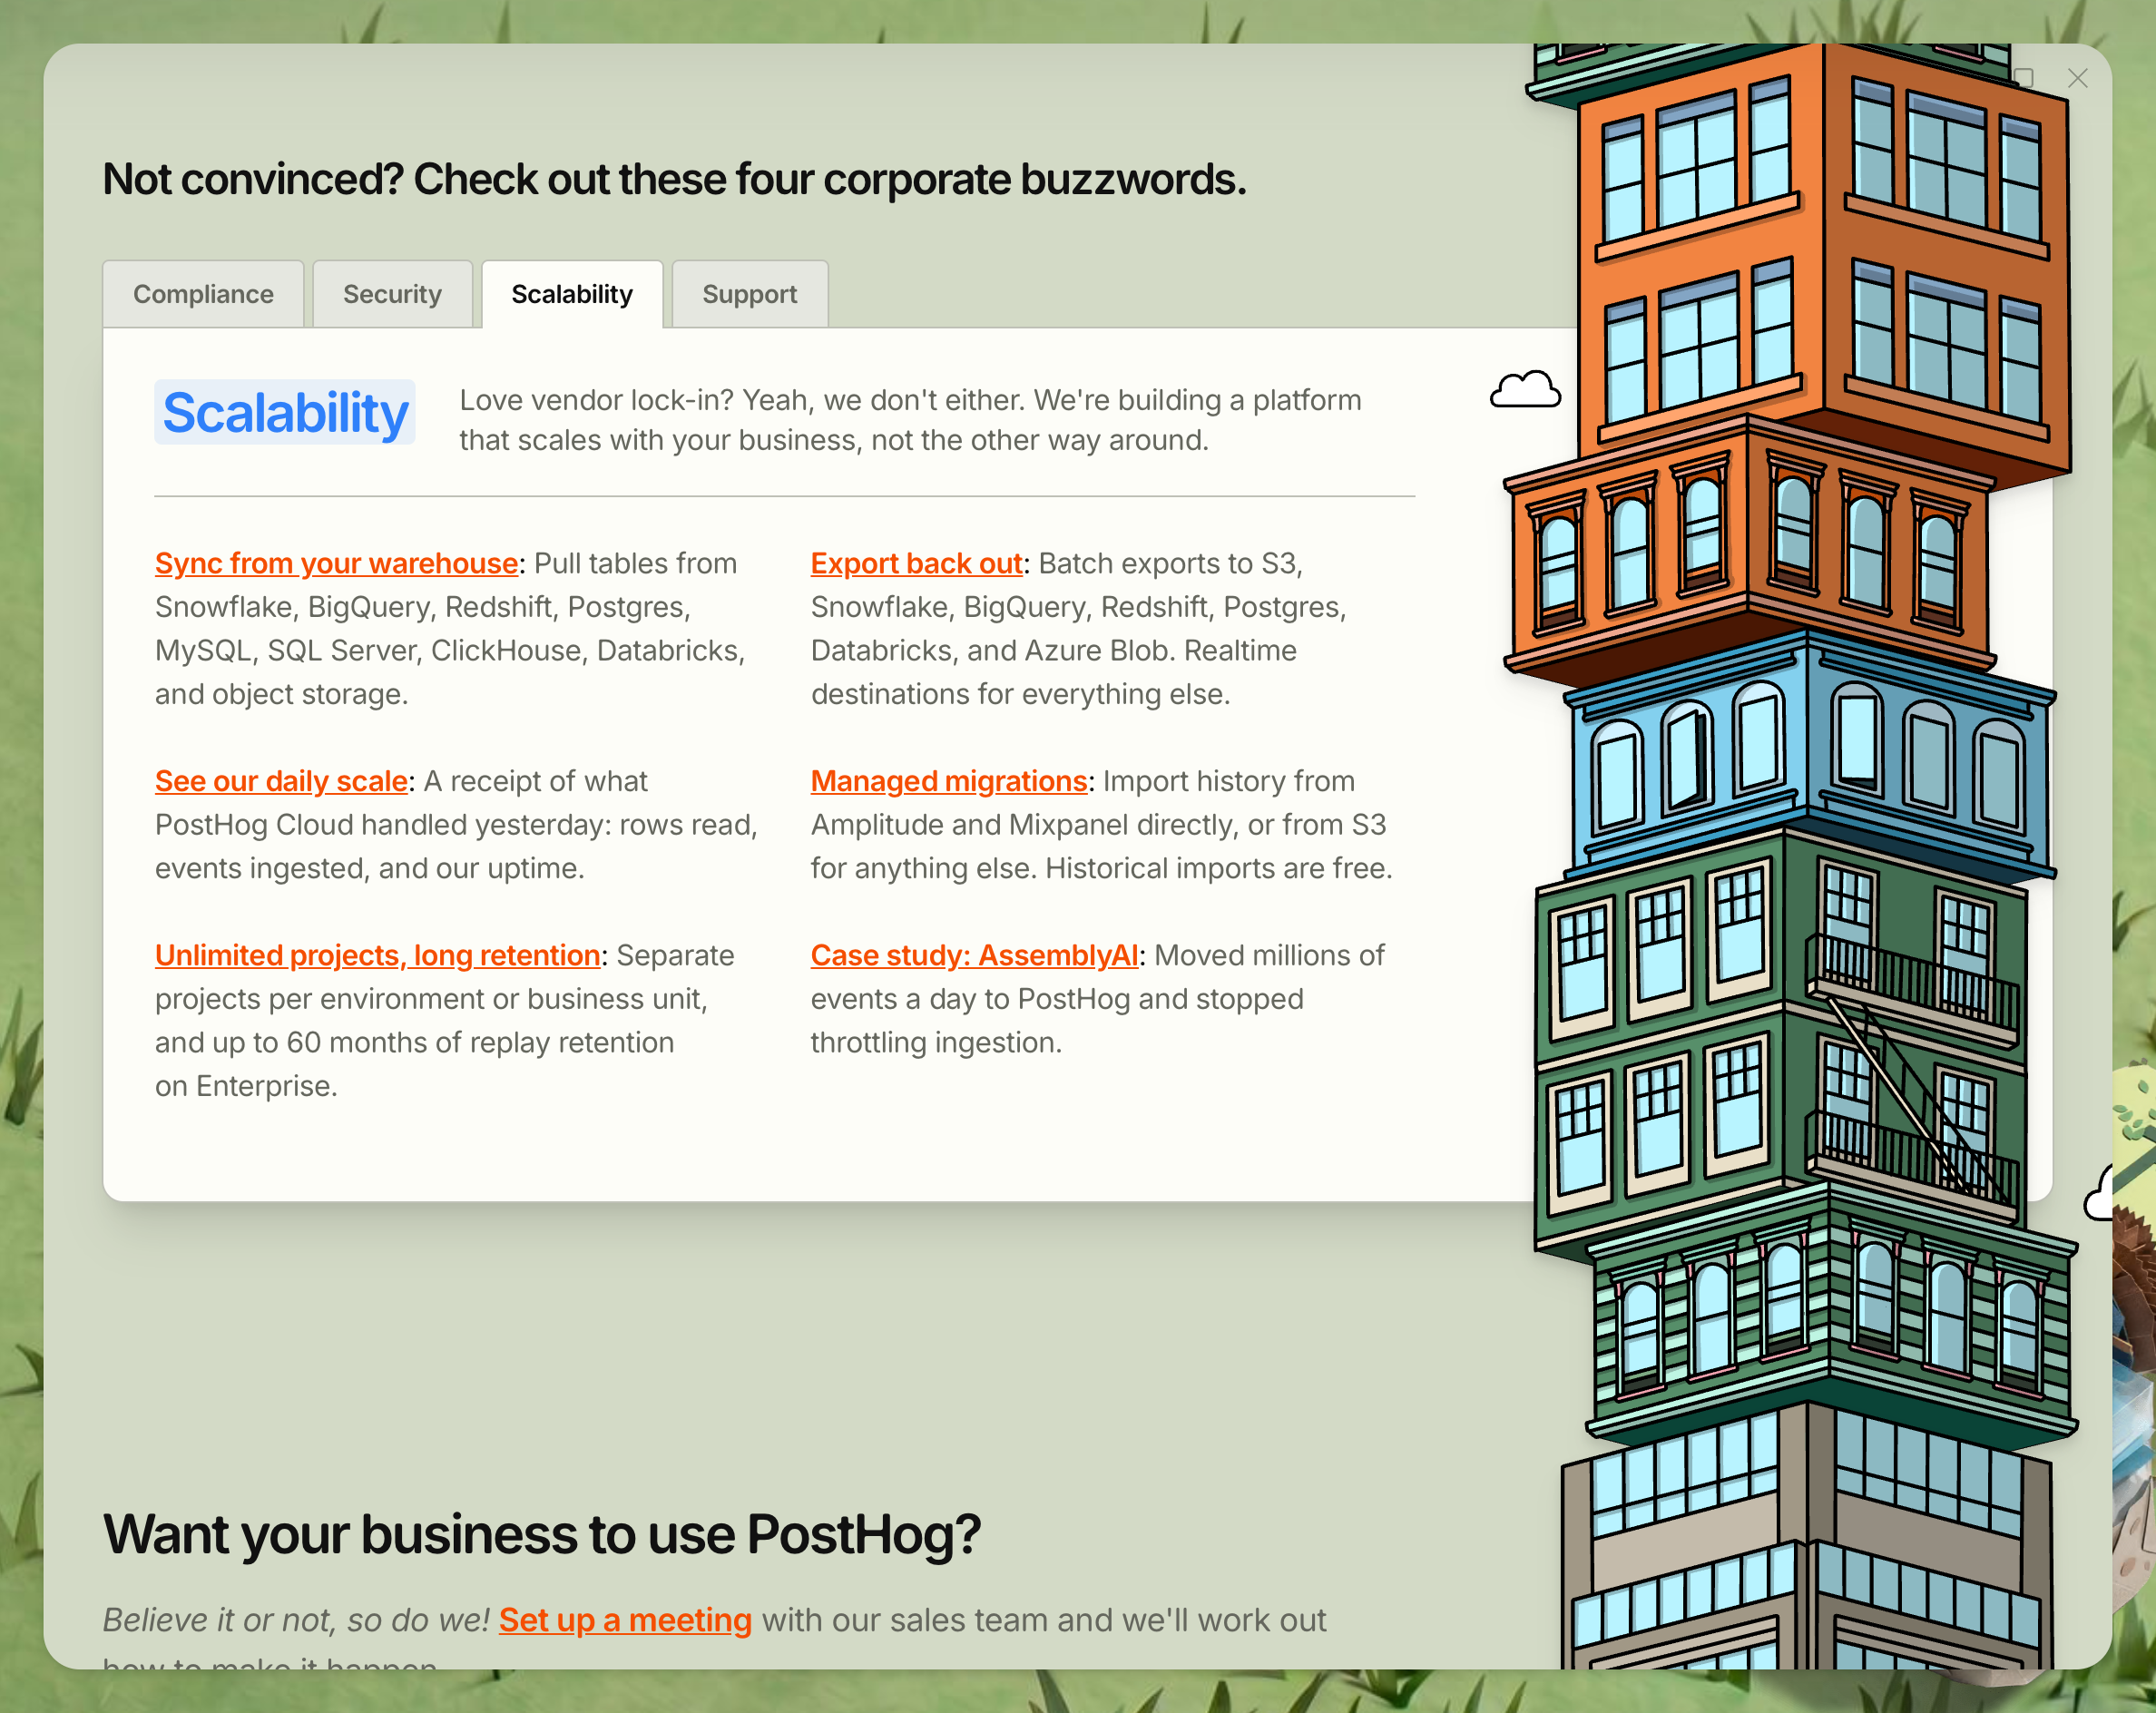 Not convinced? Check out these four corporate buzzwords.
Compliance
Security
Scalability
Support
Scalability
Love vendor lock-in? Yeah, we don't either. We're building a platform
that scales with your business, not the other way around.
Sync from your warehouse: Pull tables from
Snowflake, BigQuery, Redshift, Postgres,
MySQL, SQL Server, ClickHouse, Databricks,
and object storage.
Export back out: Batch exports to S3,
Snowflake, BigQuery, Redshift, Postgres,
Databricks, and Azure Blob. Realtime
destinations for everything else.
See our daily scale: A receipt of what
PostHog Cloud handled yesterday: rows read,
events ingested, and our uptime.
Managed migrations: Import history from
Amplitude and Mixpanel directly, or from S3
for anything else. Historical imports are free.
Unlimited projects, long retention: Separate
projects per environment or business unit,
and up to 60 months of replay retention
on Enterprise.
Case study: AssemblyAI: Moved millions of
events a day to PostHog and stopped
throttling ingestion.
Want your business to use PostHog?
Believe it or not, so do we! Set up a meeting with our sales team and we'll work out
how to make it happen